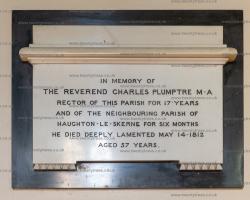 IN MEMORY OF
THE REVEREND CHARLES PLUMPTRE M·A
RECTOR OF THIS PARISH FOR 17 YEARS
AND OF THE NEIGHBOURING PARISH OF
HAUGHTON-LE-SKERNE FOR SIX MONTHS
HE DIED DEEPLY LAMENTED MAY 14·1812
AGED 57 YEARS.